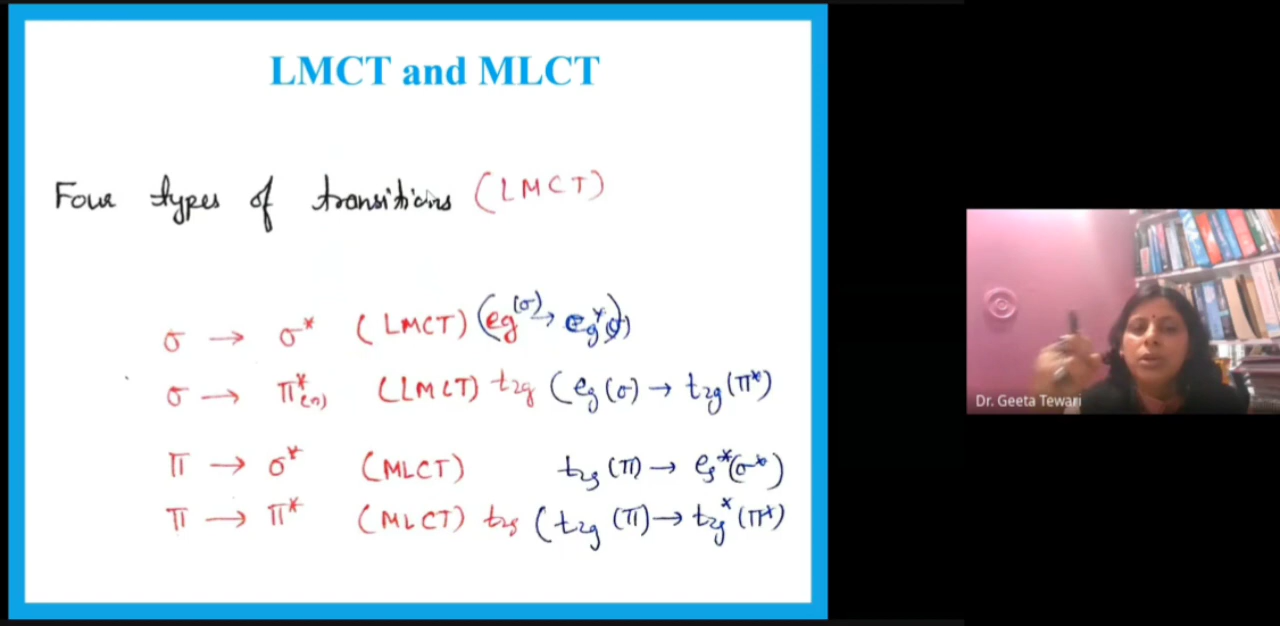 LMCT and MLCT
Four types of transitions (LMCT)
σ → σ* (LMCT) (eg(σ) → eg*σ)
σ → π*(n) (LMCT) t2g (eg(σ) → t2g(π*)
π → σ* (MLCT) t2g(π) → eg*(σ*)
π → π* (MLCT) t2g (t2g(π) → t2g*(π*)
Dr. Geeta Tewari